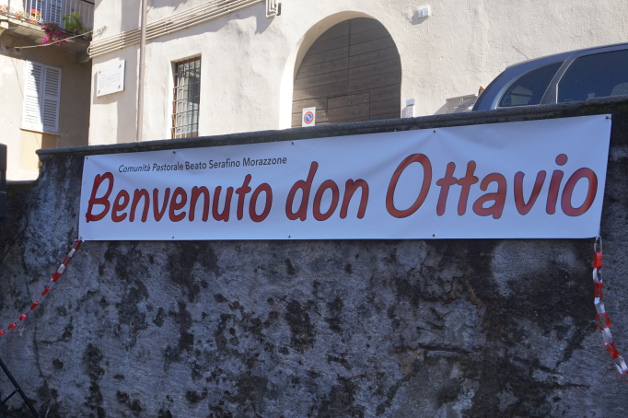 Comunità Pastorale Beato Serafino Morazzone
Benvenuto don Ottavio